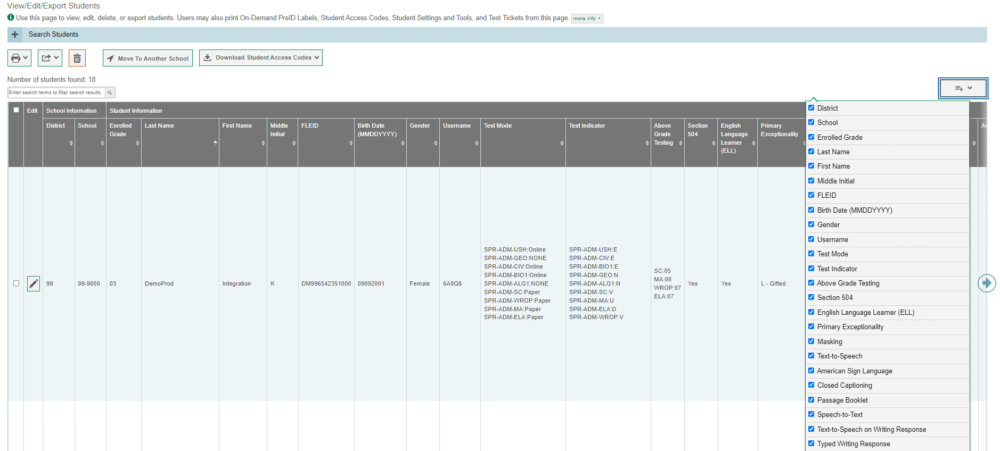 View/Edit/Export Students
Use this page to view, edit, delete, or export students. Users may also print On-Demand PreID Labels, Student Access Codes, Student Settings and Tools, and Test Tickets from this page. more info
Search Students
Move To Another School
Download Student Access Codes
Number of students found: 18
Enter search terms to filter search results
Edit
School Information
Student Information
District
School
Enrolled
Grade
Last Name
First Name
Middle
Initial
FLEID
Birth Date
(MMDDYYYY)
Gender
Username
Test Mode
Test Indicator
Above
Grade
Testing
Section
504
English
Language
Learner
(ELL)
Primary
Exceptionality
99
99-9000
03
DemoProd
Integration
K
DM996542351000
09092001
Female
6A0Q8
SPR-ADM-USH:Online
SPR-ADM-GEO:NONE
SPR-ADM-CIV:Online
SPR-ADM-BIO1:Online
SPR-ADM-ALG1:NONE
SPR-ADM-SC:Paper
SPR-ADM-WROP:Paper
SPR-ADM-MA:Paper
SPR-ADM-ELA:Paper
SPR-ADM-USH:E
SPR-ADM-CIV:E
SPR-ADM-BIO1:E
SPR-ADM-GEO:N
SPR-ADM-ALG1:N
SPR-ADM-SC:V
SPR-ADM-MA:U
SPR-ADM-ELA:D
SPR-ADM-WROP:V
SC:05
MA:08
WROP:07
ELA:07
Yes
Yes
L - Gifted
District
School
Enrolled Grade
Last Name
First Name
Middle Initial
FLEID
Birth Date (MMDDYYYY)
Gender
Username
Test Mode
Test Indicator
Above Grade Testing
Section 504
English Language Learner (ELL)
Primary Exceptionality
Masking
Text-to-Speech
American Sign Language
Closed Captioning
Passage Booklet
Speech-to-Text
Text-to-Speech on Writing Response
Typed Writing Response